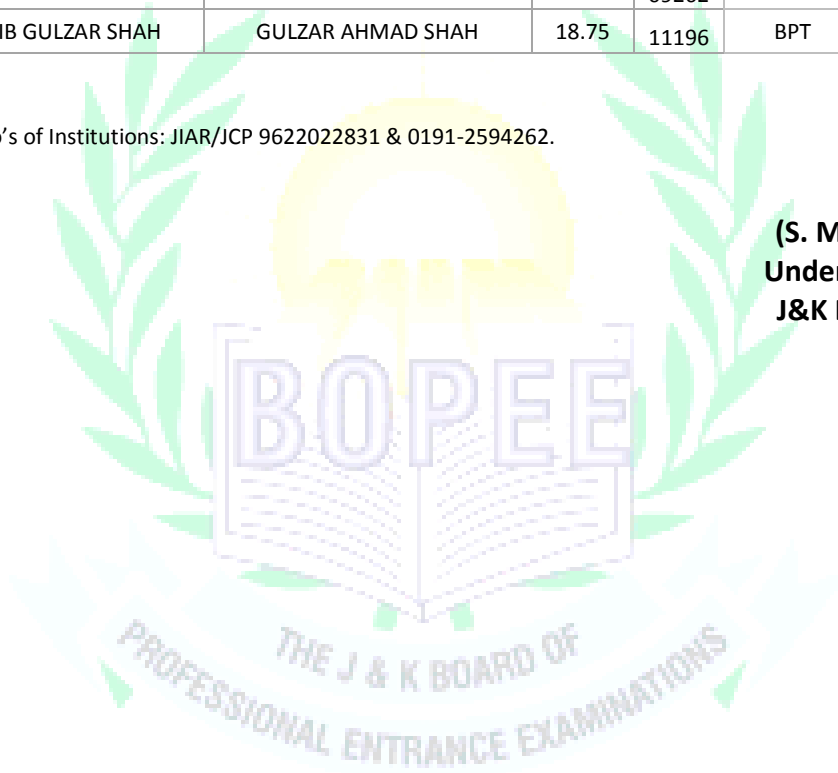 IB GULZAR SHAH GULZAR AHMAD SHAH 18.75 11196 BPT
o's of Institutions: JIAR/JCP 9622022831 & 0191-2594262.
(S. M
Under
J&K
BOPEE
THE J & K BOARD OF
PROFESSIONAL ENTRANCE EXAMINATIONS